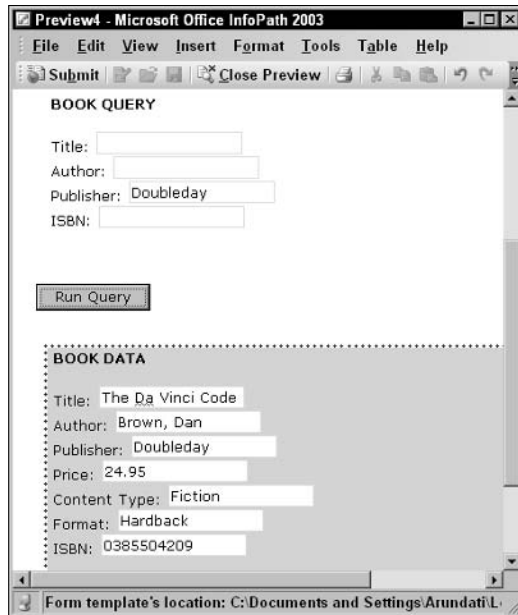 Preview4 - Microsoft Office InfoPath 2003
File Edit View Insert Format Tools Table Help
Submit Close Preview
BOOK QUERY
Title:
Author:
Publisher: Doubleday
ISBN:
Run Query
BOOK DATA
Title: The Da Vinci Code
Author: Brown, Dan
Publisher: Doubleday
Price: 24.95
Content Type: Fiction
Format: Hardback
ISBN: 0385504209
Form template's location: C:\Documents and Settings\Arundati\L